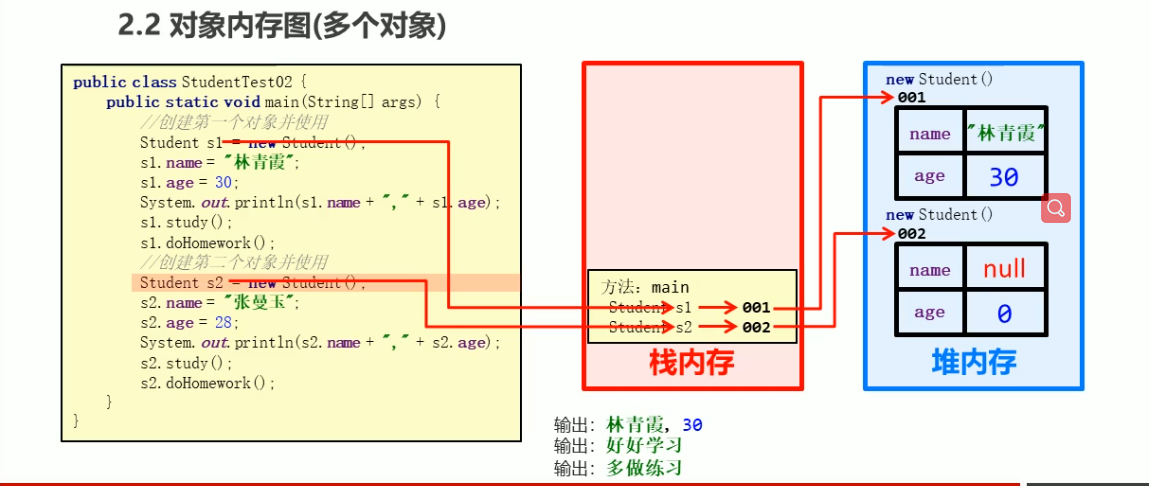 2.2 对象内存图(多个对象)
public class StudentTest02 {
public static void main(String[] args) {
//创建第一个对象并使用
Student s1 = new Student();
s1.name = "林青霞";
s1.age = 30;
System.out.println(s1.name + "," + s1.age);
s1.study();
s1.doHomework();
//创建第二个对象并使用
Student s2 = new Student();
s2.name = "张曼玉";
s2.age = 28;
System.out.println(s2.name + "," + s2.age);
s2.study();
s2.doHomework();
}
}
方法: main
Student s1 001
Student s2 002
栈内存
new Student()
001
name "林青霞"
age 30
new Student()
002
name null
age 0
堆内存
输出: 林青霞, 30
输出: 好好学习
输出: 多做练习